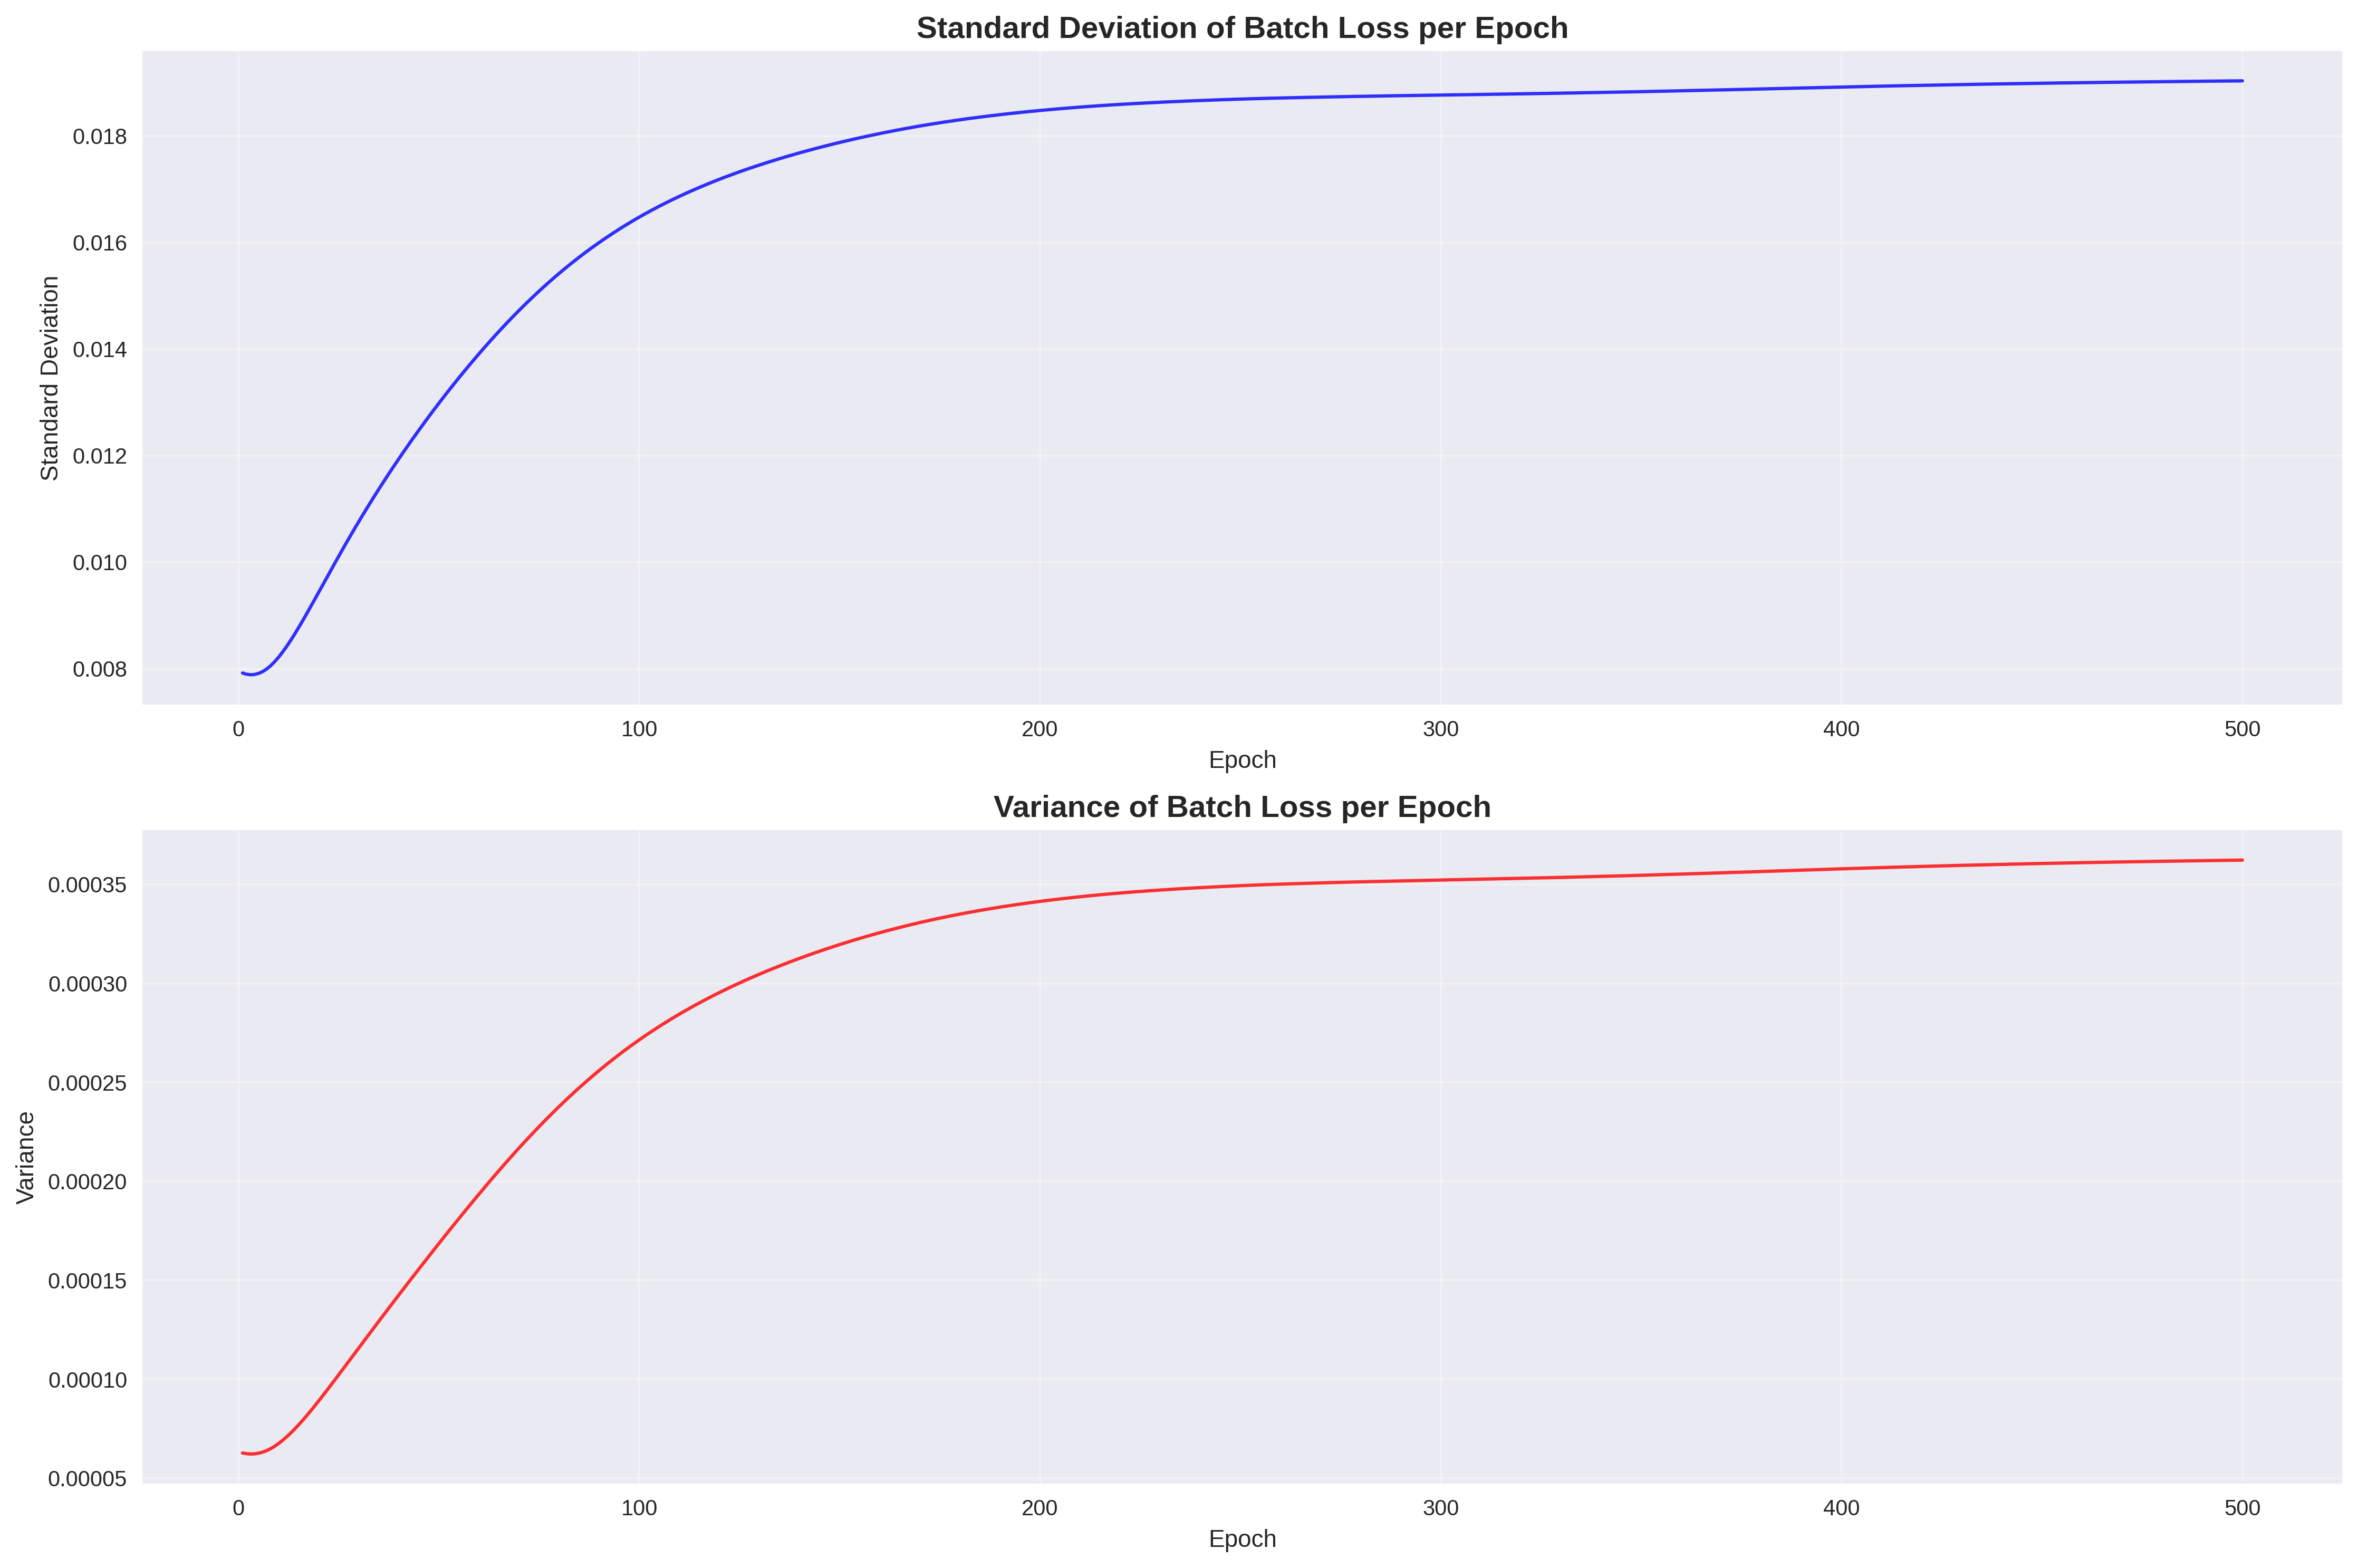 Standard Deviation of Batch Loss per Epoch
Standard Deviation
0.018
0.016
0.014
0.012
0.010
0.008
0 100 200 300 400 500
Epoch
Variance of Batch Loss per Epoch
Variance
0.00035
0.00030
0.00025
0.00020
0.00015
0.00010
0.00005
0 100 200 300 400 500
Epoch